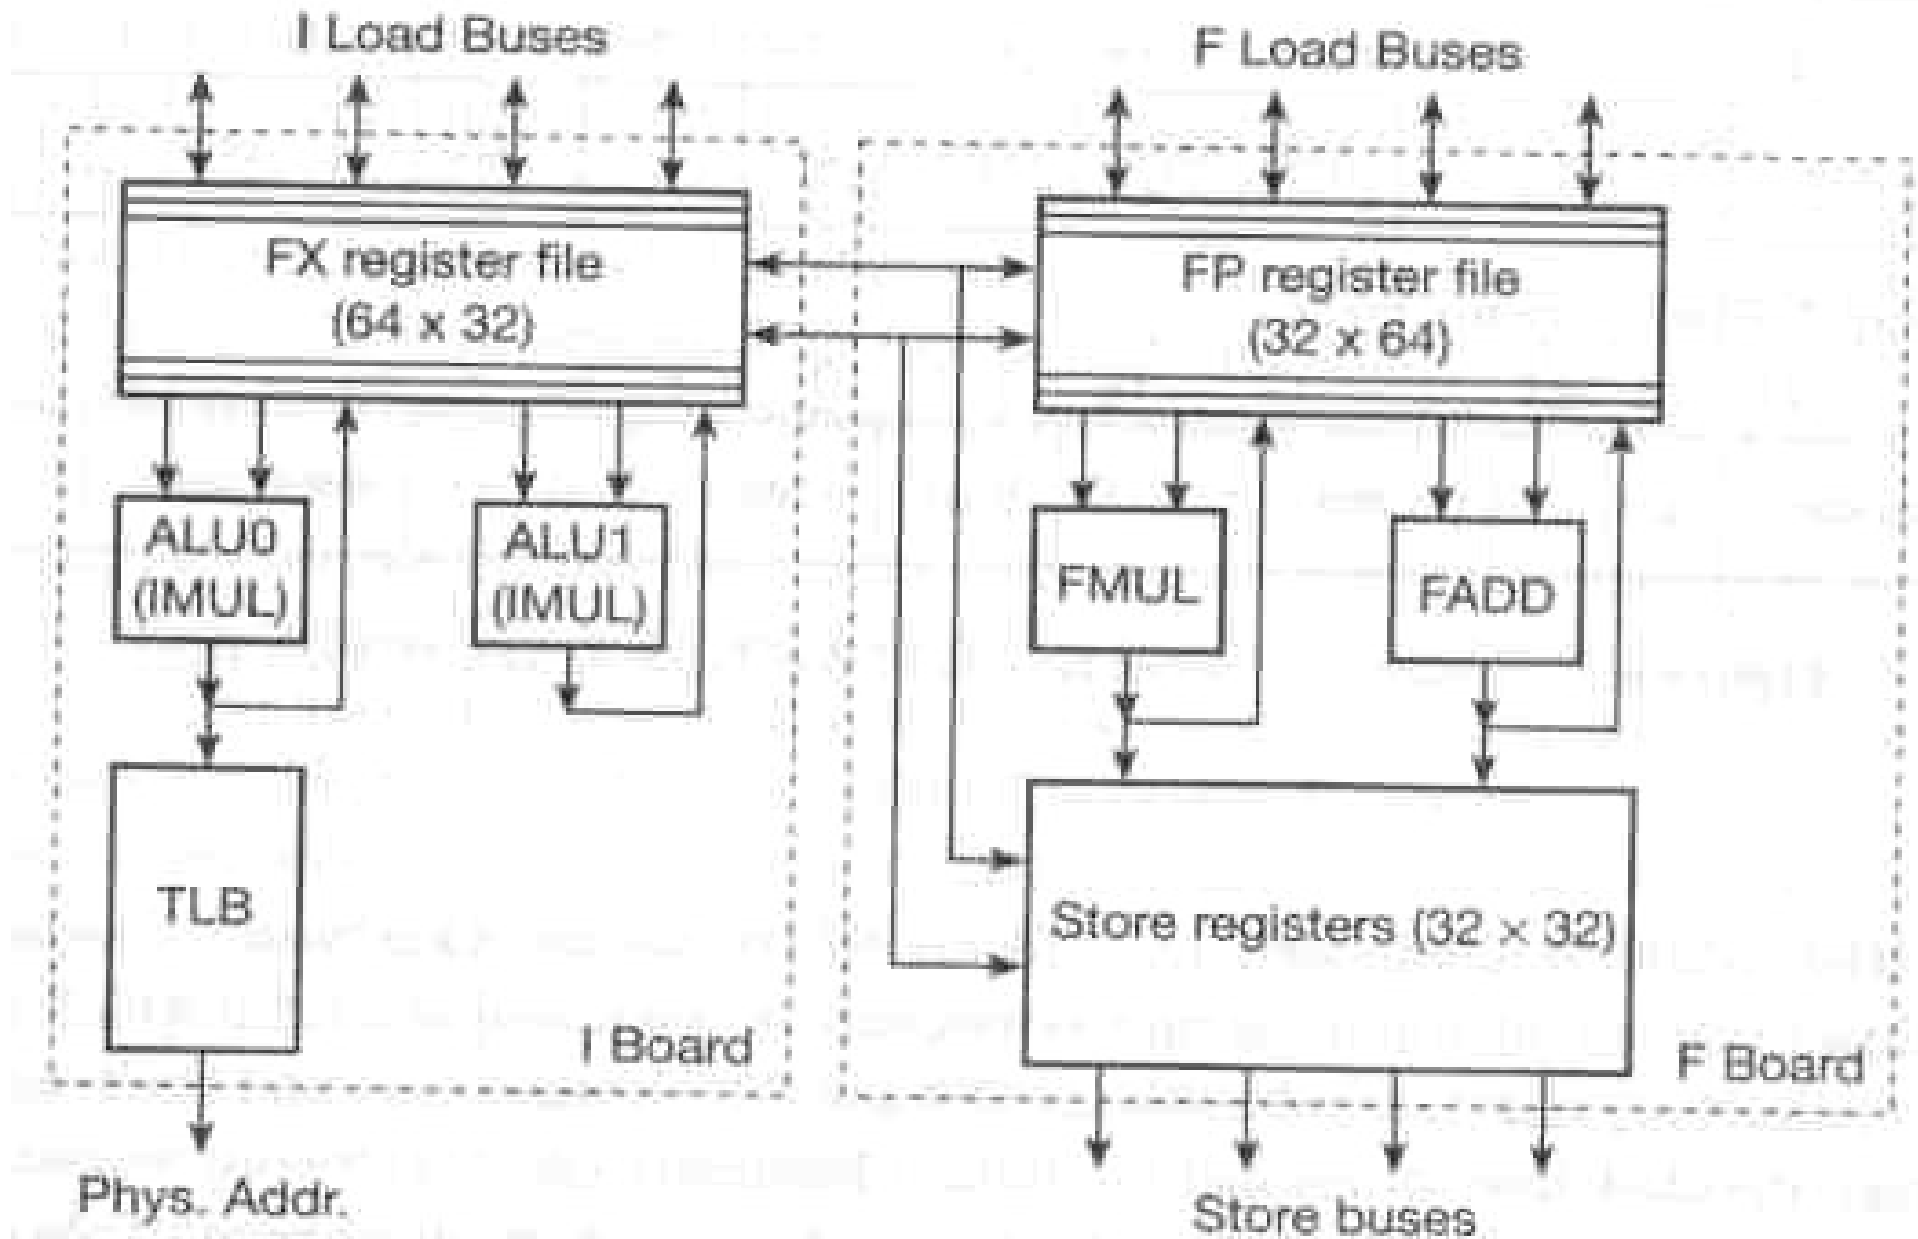 I Load Buses
F Load Buses
FX register file
(64 x 32)
FP register file
(32 x 64)
ALU0
(IMUL)
ALU1
(IMUL)
FMUL
FADD
TLB
Store registers (32 × 32)
I Board
F Board
Phys. Addr.
Store buses